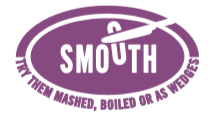 SMOOTH
TRY THEM MASHED, BOILED OR AS WEDGES